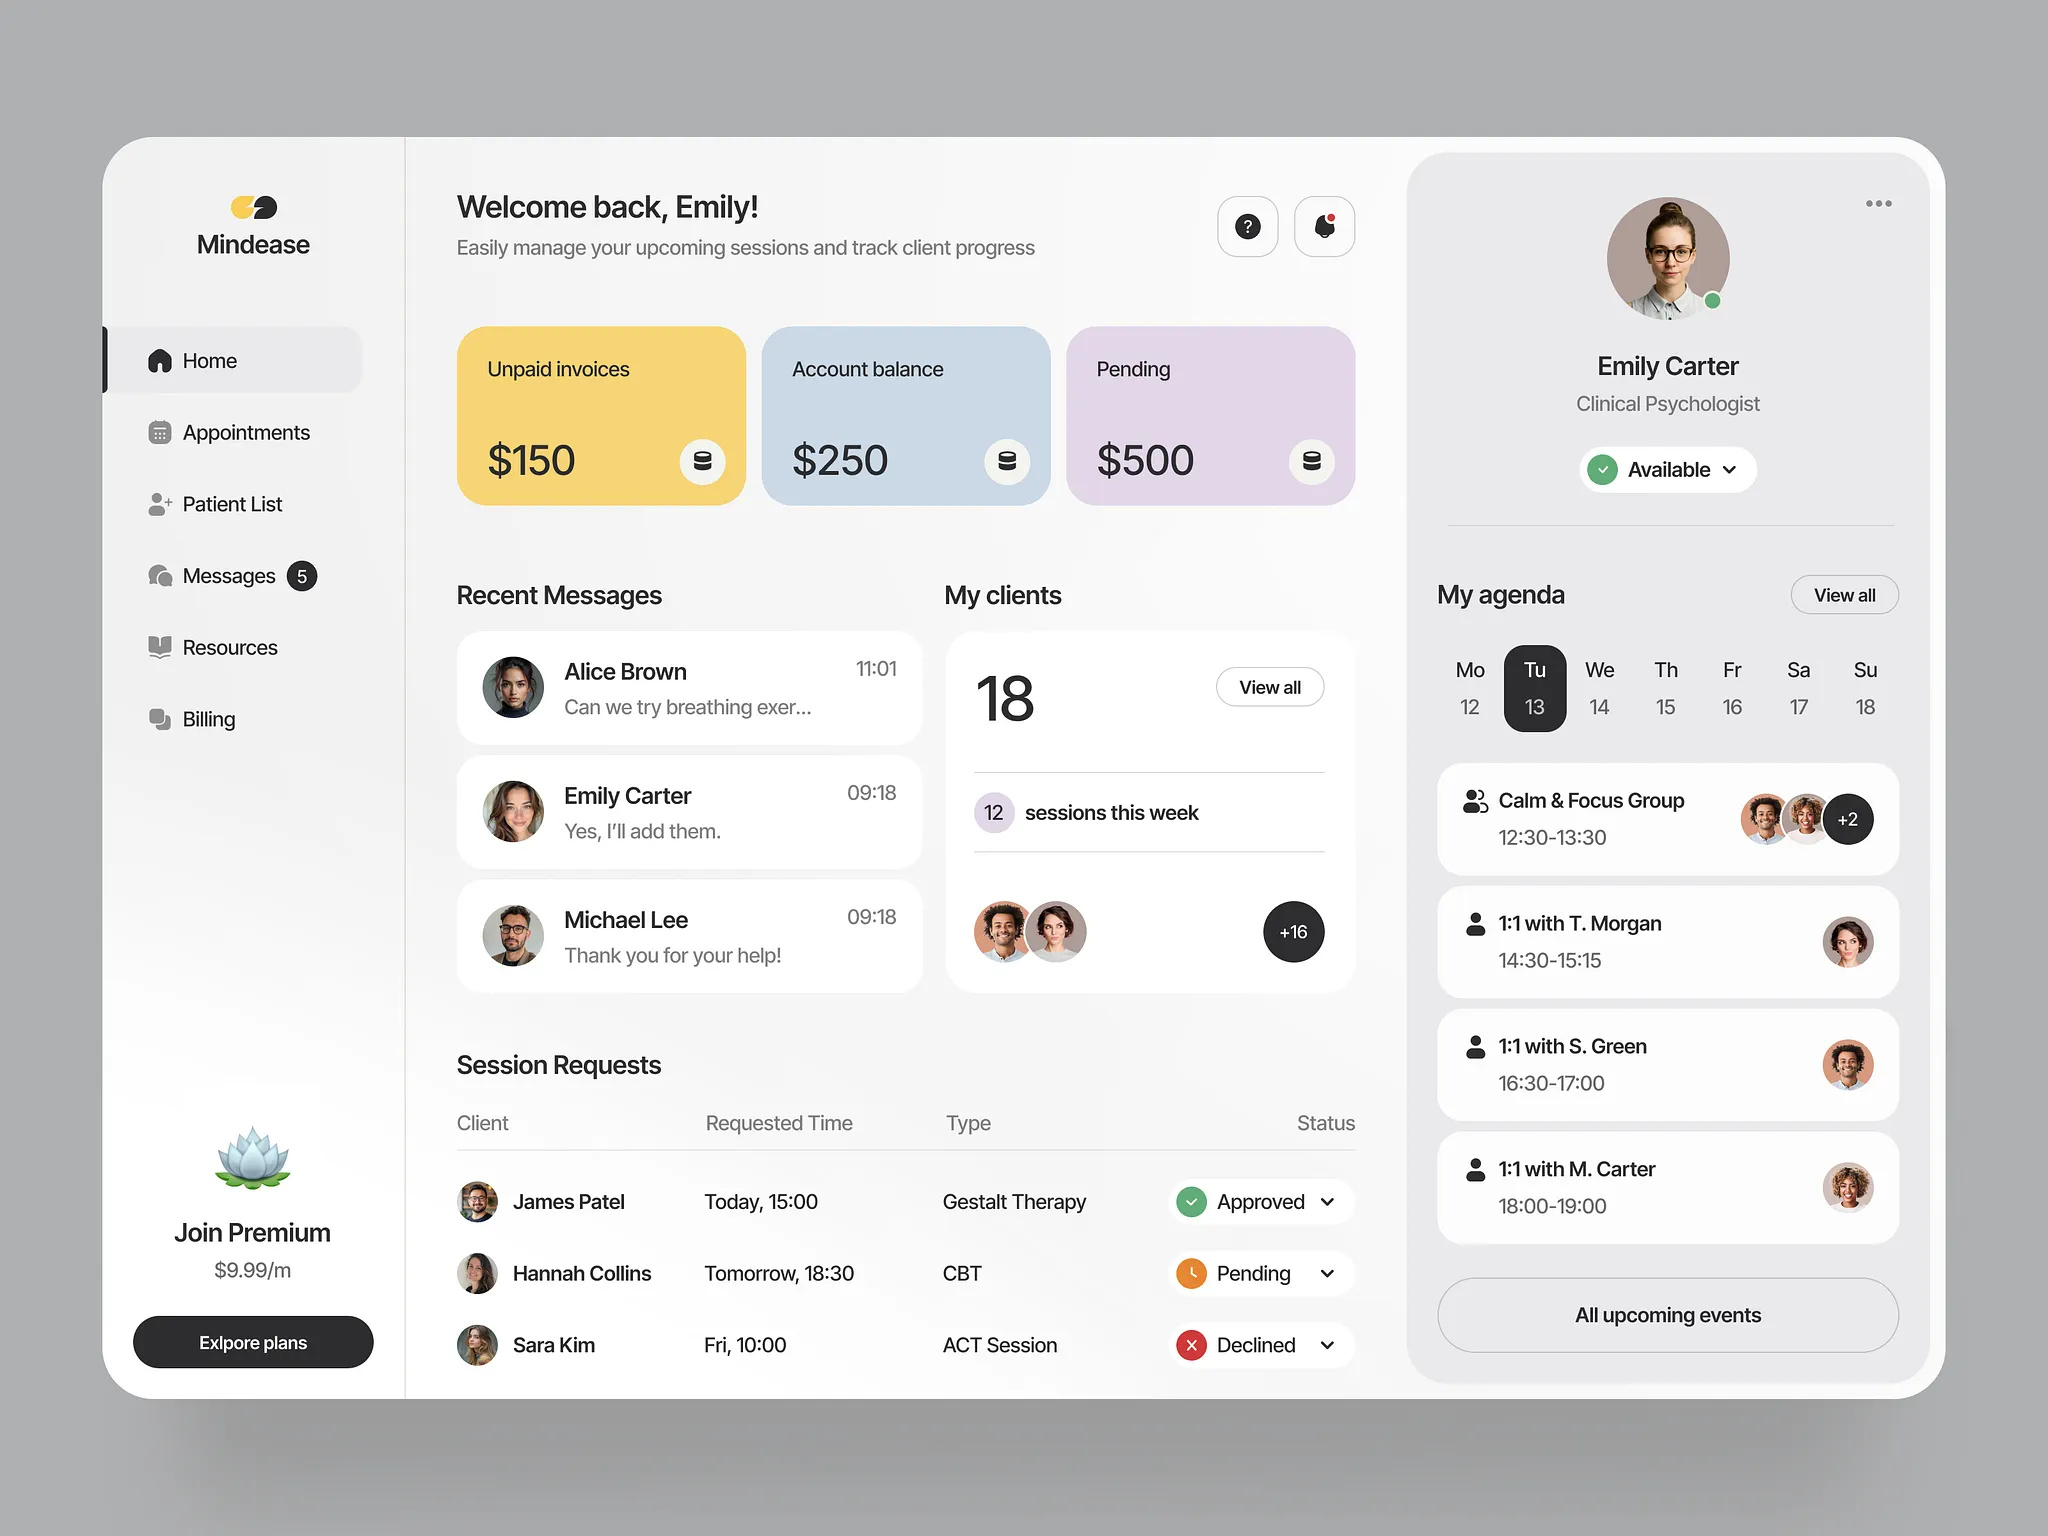 Mindease
Home
Appointments
Patient List
Messages 5
Resources
Billing
Join Premium
$9.99/m
Exlpore plans
Welcome back, Emily!
Easily manage your upcoming sessions and track client progress
?
Unpaid invoices
$150
Account balance
$250
Pending
$500
Recent Messages
Alice Brown 11:01
Can we try breathing exer...
Emily Carter 09:18
Yes, I'll add them.
Michael Lee 09:18
Thank you for your help!
My clients
18 View all
12 sessions this week
+16
Session Requests
Client Requested Time Type Status
James Patel Today, 15:00 Gestalt Therapy Approved
Hannah Collins Tomorrow, 18:30 CBT Pending
Sara Kim Fri, 10:00 ACT Session Declined
Emily Carter
Clinical Psychologist
Available
My agenda View all
Mo Tu We Th Fr Sa Su
12 13 14 15 16 17 18
Calm & Focus Group
12:30-13:30
+2
1:1 with T. Morgan
14:30-15:15
1:1 with S. Green
16:30-17:00
1:1 with M. Carter
18:00-19:00
All upcoming events